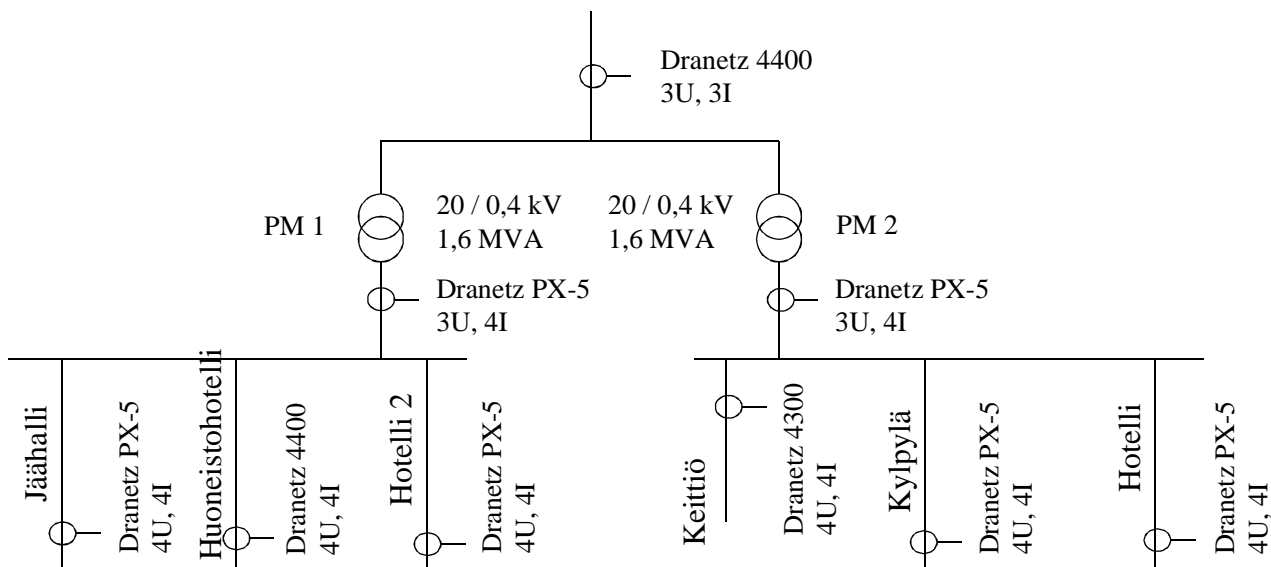 Dranetz 4400
3U, 3I
PM 1
20 / 0,4 kV
1,6 MVA
20 / 0,4 kV
1,6 MVA
PM 2
Dranetz PX-5
3U, 4I
Dranetz PX-5
3U, 4I
Jäähalli
Dranetz PX-5
4U, 4I
Huoneistohotelli
Dranetz 4400
4U, 4I
Hotelli 2
Dranetz PX-5
4U, 4I
Keittiö
Dranetz 4300
4U, 4I
Kylpylä
Dranetz PX-5
4U, 4I
Hotelli
Dranetz PX-5
4U, 4I